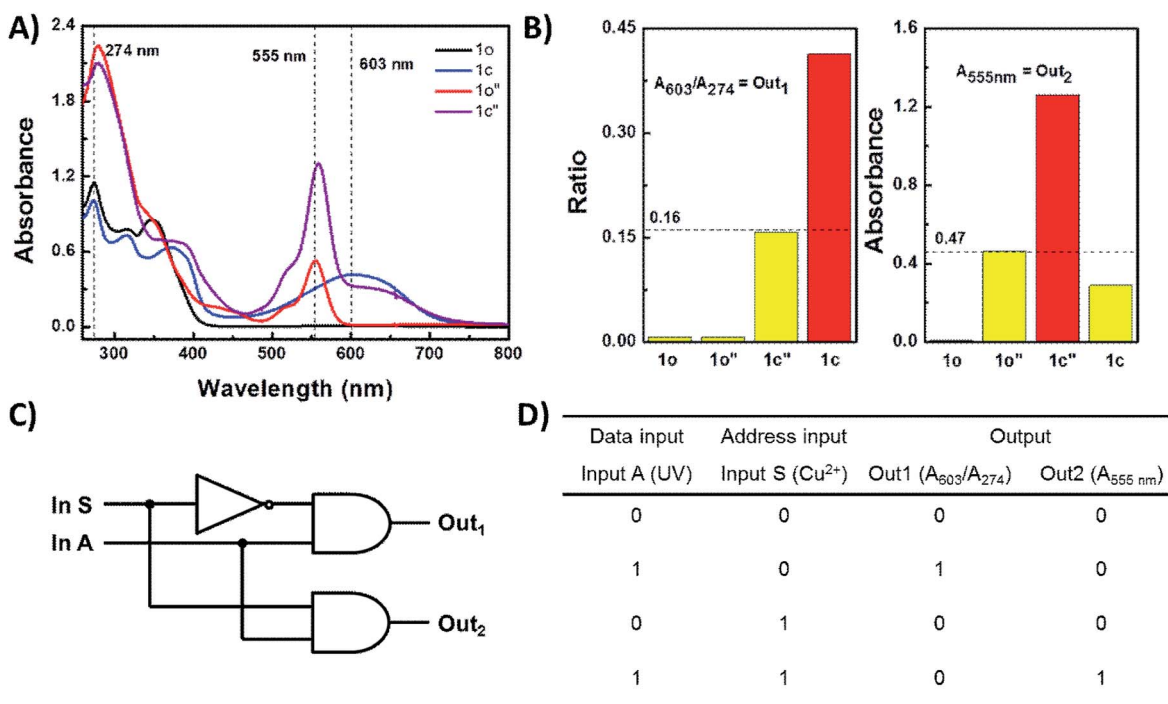 A)
2.4
1.8
1.2
0.6
0.0
Absorbance
274 nm
555 nm
603 nm
1o
1c
1o"
1c"
300 400 500 600 700 800
Wavelength (nm)
B)
0.45
0.30
0.15
0.00
Ratio
A603/A274 = Out1
0.16
1o 1o" 1c" 1c
1.6
1.2
0.8
0.4
0.0
Absorbance
A555nm = Out2
0.47
1o 1o" 1c" 1c
C)
In S
In A
Out1
Out2
D)
Data input Address input Output
Input A (UV) Input S (Cu2+) Out1 (A603/A274) Out2 (A555 nm)
0 0 0 0
1 0 1 0
0 1 0 0
1 1 0 1